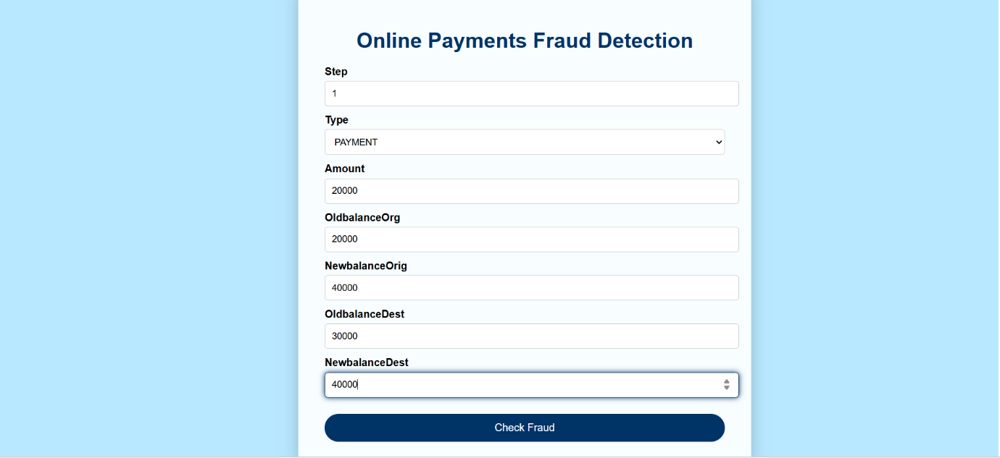 Online Payments Fraud Detection
Step
1
Type
PAYMENT
Amount
20000
OldbalanceOrg
20000
NewbalanceOrig
40000
OldbalanceDest
30000
NewbalanceDest
40000
Check Fraud